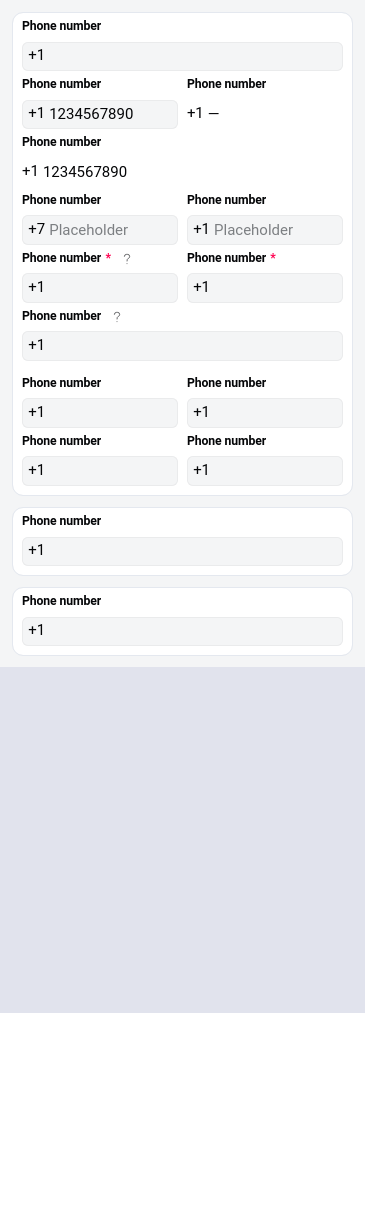 Phone number
+1
Phone number Phone number
+1 1234567890 +1 —
Phone number
+1 1234567890
Phone number Phone number
+7 Placeholder +1 Placeholder
Phone number * ? Phone number *
+1 +1
Phone number ?
+1
Phone number Phone number
+1 +1
Phone number Phone number
+1 +1
Phone number
+1
Phone number
+1